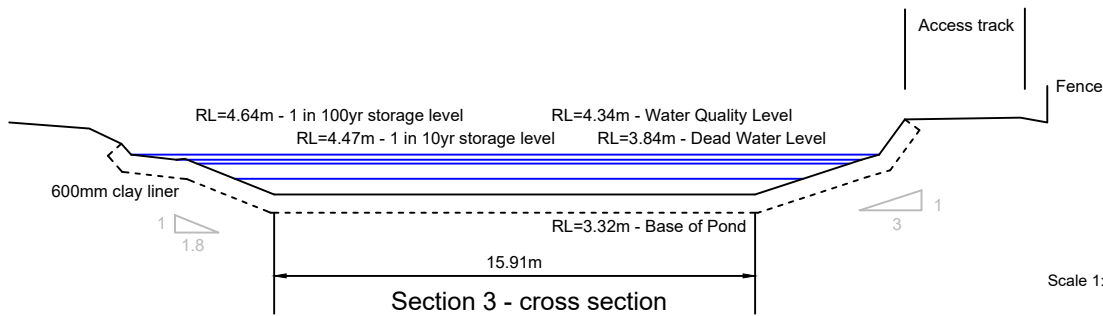 Access track
Fence
RL=4.64m - 1 in 100yr storage level
RL=4.34m - Water Quality Level
RL=4.47m - 1 in 10yr storage level
RL=3.84m - Dead Water Level
600mm clay liner
1
1.8
1
3
RL=3.32m - Base of Pond
15.91m
Scale 1:
Section 3 - cross section